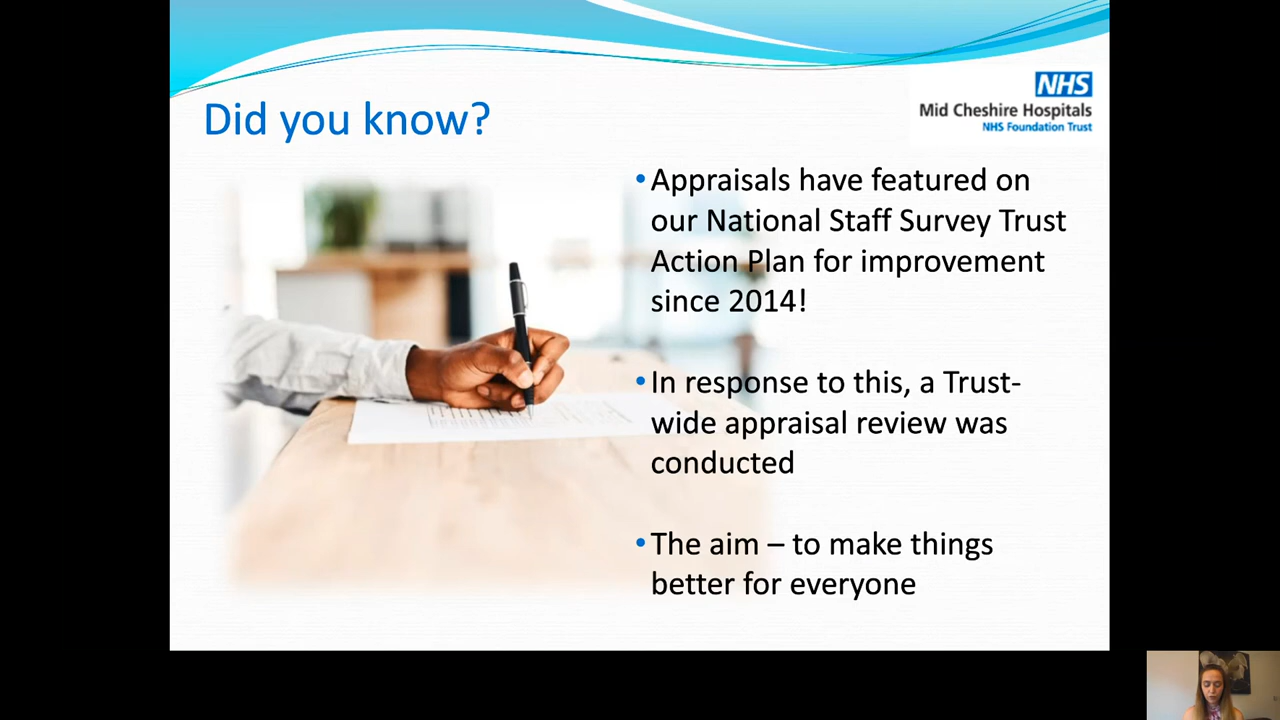 NHS
Mid Cheshire Hospitals
NHS Foundation Trust
Did you know?
•Appraisals have featured on
our National Staff Survey Trust
Action Plan for improvement
since 2014!
•In response to this, a Trust-
wide appraisal review was
conducted
•The aim – to make things
better for everyone